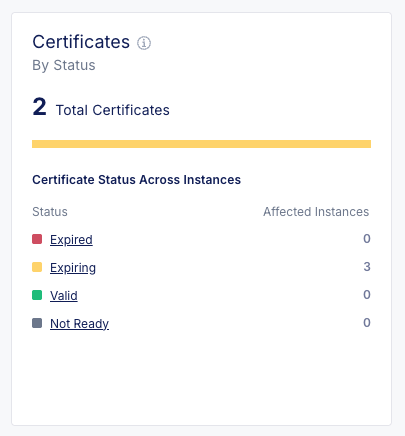 Certificates
By Status
2 Total Certificates
Certificate Status Across Instances
Status Affected Instances
Expired 0
Expiring 3
Valid 0
Not Ready 0